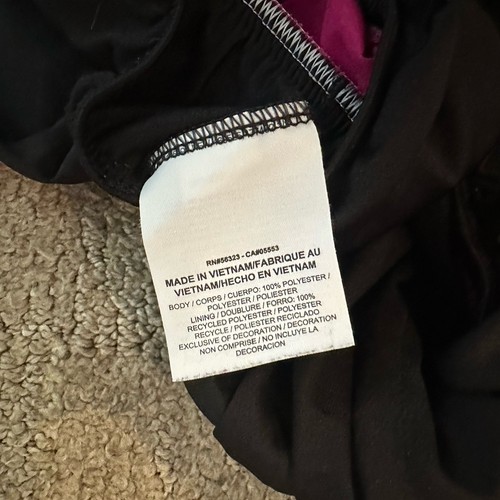 RN#56323 - CA#05553
MADE IN VIETNAM/FABRIQUE AU
VIETNAM/HECHO EN VIETNAM
BODY / CORPS / CUERPO: 100% POLYESTER /
POLYESTER / POLIESTER
LINING / DOUBLURE / FORRO: 100%
RECYCLED POLYESTER / POLYESTER
RECYCLE / POLIESTER RECICLADO
EXCLUSIVE OF DECORATION / DECORATION
NON COMPRISE / NO INCLUYE LA
DECORACION